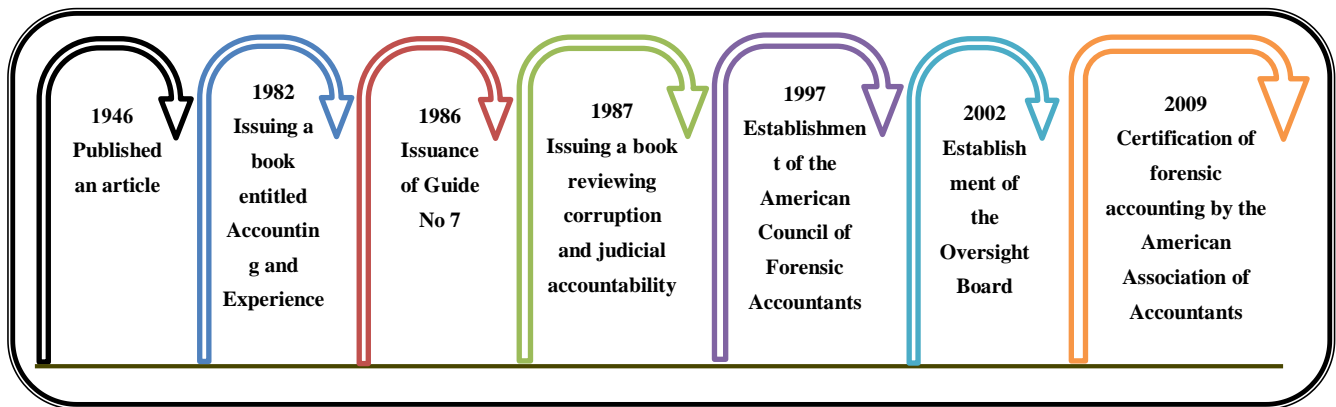 1946
Published
an article
1982
Issuing a
book
entitled
Accountin
g and
Experience
1986
Issuance
of Guide
No 7
1987
Issuing a book
reviewing
corruption
and judicial
accountability
1997
Establishmen
t of the
American
Council of
Forensic
Accountants
2002
Establish
ment of
the
Oversight
Board
2009
Certification of
forensic
accounting by the
American
Association of
Accountants